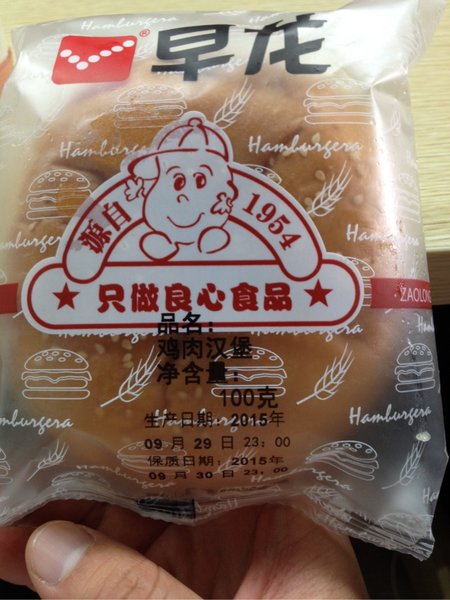 Hamburgera
® 早龙
Hamburgera
Hamburgera
源自 1954
Hamburgera
ZAOLONG
★ 只做良心食品 ★
品名:
鸡肉汉堡
净含量:
100克
Hamburgera
Hamburgera
生产日期: 2015年
09 月 29 日 23: 00
保质日期: 2015年
09 月 30 日 23: 00